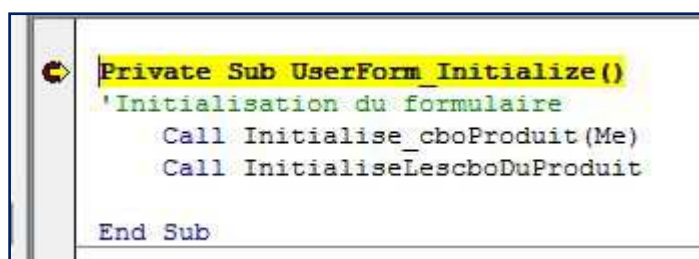 Private Sub UserForm_Initialize()
'Initialisation du formulaire
Call Initialise_cboProduit(Me)
Call InitialiseLescboDuProduit
End Sub